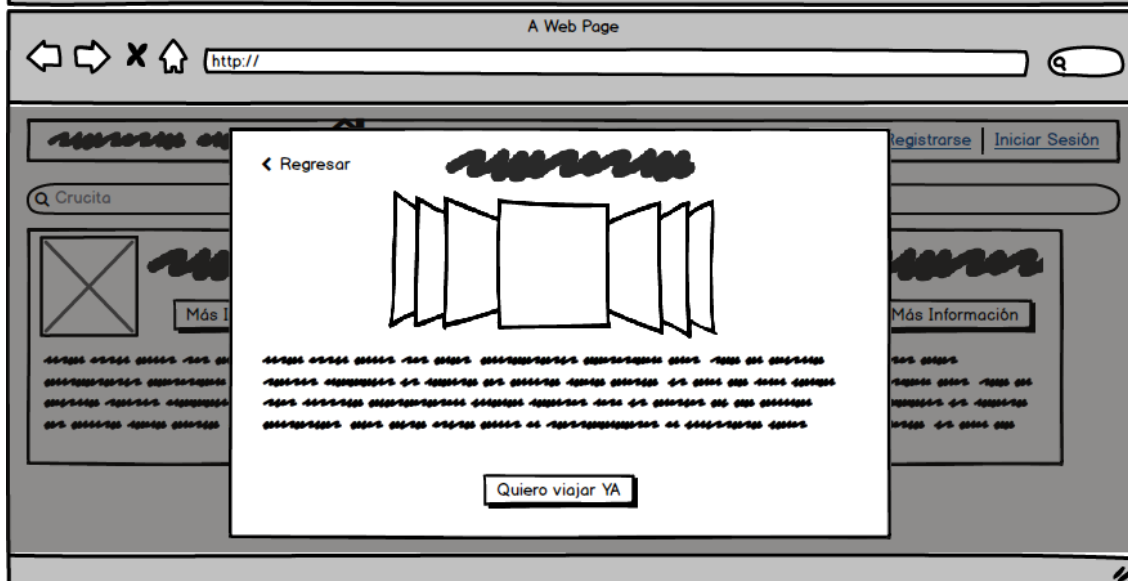 A Web Page
http://
Registrarse Iniciar Sesión
Regresar
Crucita
Más I
Más Información
Quiero viajar YA